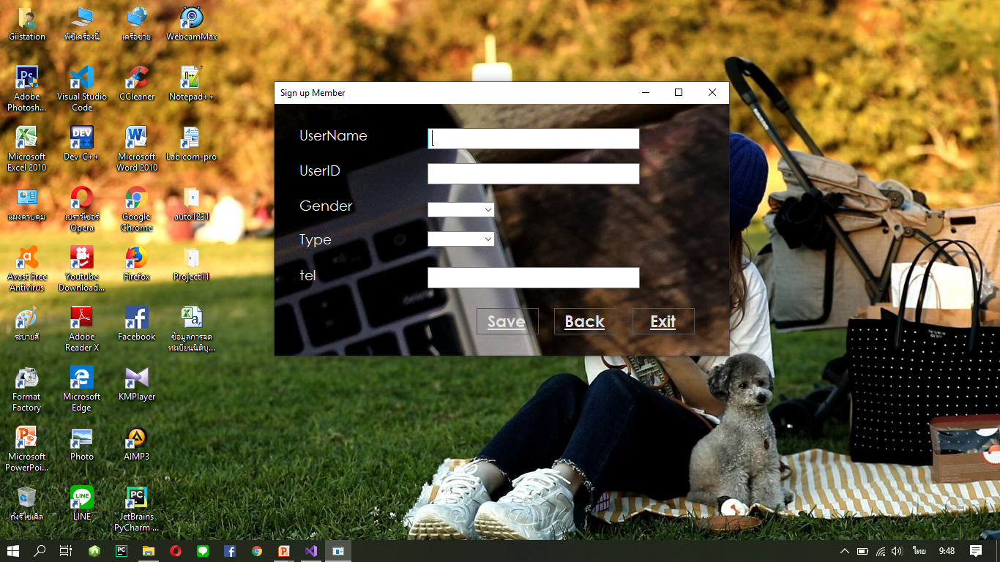 Giistation
พีซีเครื่องนี้
เครือข่าย
WebcamMax
Adobe
Photosh...
Visual Studio
Code
CCleaner
Notepad++
Microsoft
Excel 2010
Dev-C++
Microsoft
Word 2010
Lab com-pro
แผงควบคุม
เบราว์เซอร์
Opera
Google
Chrome
auto1231
Avast Free
Antivirus
Youtube
Download...
Firefox
Project11
ระบายสี
Adobe
Reader X
Facebook
ข้อมูลการจด
ทะเบียนนิติบุ...
Format
Factory
Microsoft
Edge
KMPlayer
Microsoft
PowerPoi...
Photo
AIMP3
ถังรีไซเคิล
LINE
JetBrains
PyCharm ...
Sign up Member
UserName
UserID
Gender
Type
tel
Save
Back
Exit
ไทย
9:48